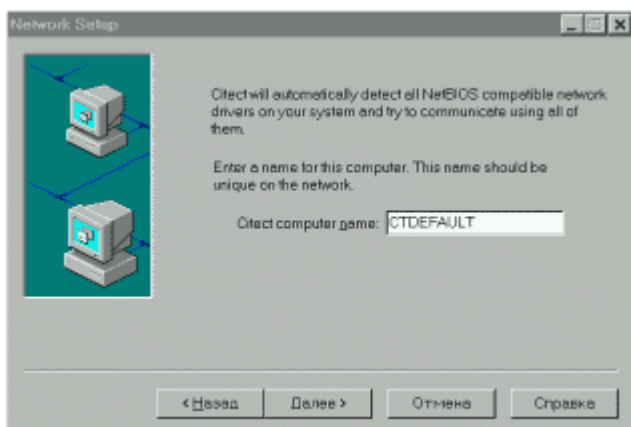 Network Setup
Citect will automatically detect all NetBIOS compatible network
drivers on your system and try to communicate using all of
them.
Enter a name for this computer. This name should be
unique on the network.
Citect computer name: CTDEFAULT
<Назад Далее> Отмена Справка